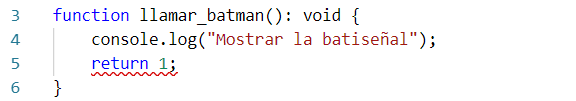 3 function llamar_batman(): void {
4 console.log("Mostrar la batiseñal");
5 return 1;
6 }